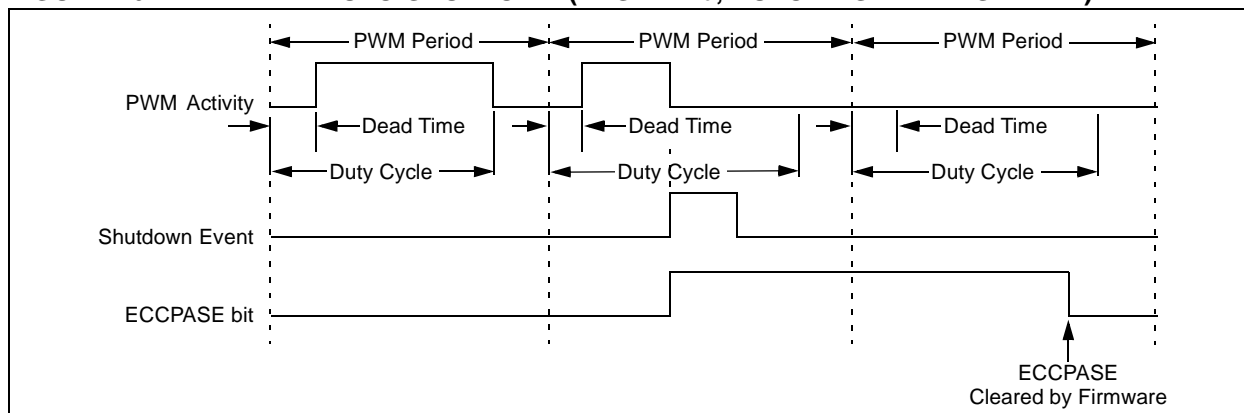 PWM Period PWM Period PWM Period
PWM Activity
Dead Time Dead Time Dead Time
Duty Cycle Duty Cycle Duty Cycle
Shutdown Event
ECCPASE bit
ECCPASE
Cleared by Firmware